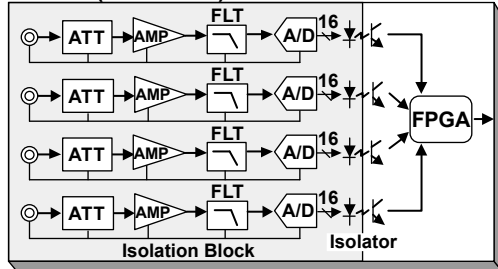 FLT
16
ATT AMP A/D
FLT
16
ATT AMP A/D
FPGA
FLT
16
ATT AMP A/D
FLT
16
ATT AMP A/D
Isolation Block Isolator